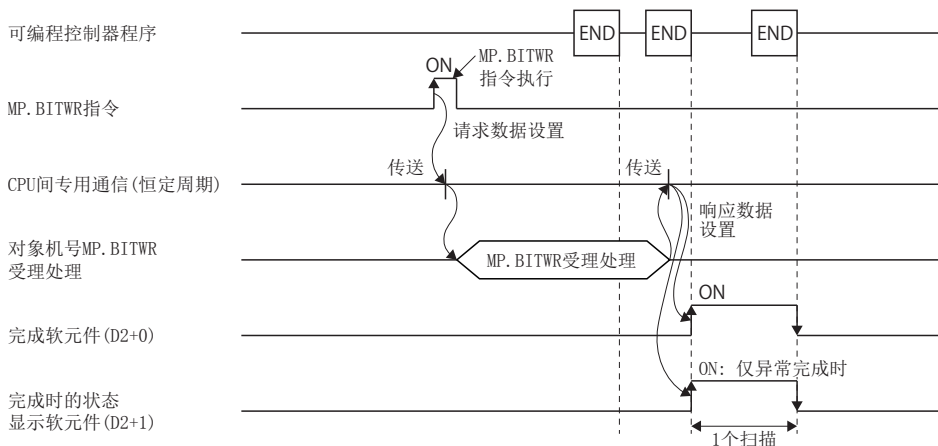 可编程控制器程序
END
END
END
ON
MP.BITWR
指令执行
MP.BITWR指令
请求数据设置
传送
传送
CPU间专用通信(恒定周期)
响应数据
设置
对象机号MP.BITWR
受理处理
MP.BITWR受理处理
ON
完成软元件(D2+0)
ON: 仅异常完成时
完成时的状态
显示软元件(D2+1)
1个扫描